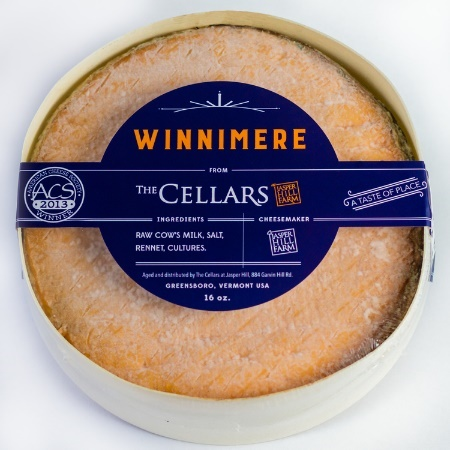 WINNIMERE
FROM
THE CELLARS
JASPER
HILL
FARM
AMERICAN CHEESE SOCIETY
ACS
2013
WINNER
A TASTE OF PLACE
INGREDIENTS
RAW COW'S MILK, SALT,
RENNET, CULTURES.
CHEESEMAKER
JASPER
HILL
FARM
Aged and distributed by The Cellars at Jasper Hill, 884 Garvin Hill Rd.
GREENSBORO, VERMONT USA
16 oz.